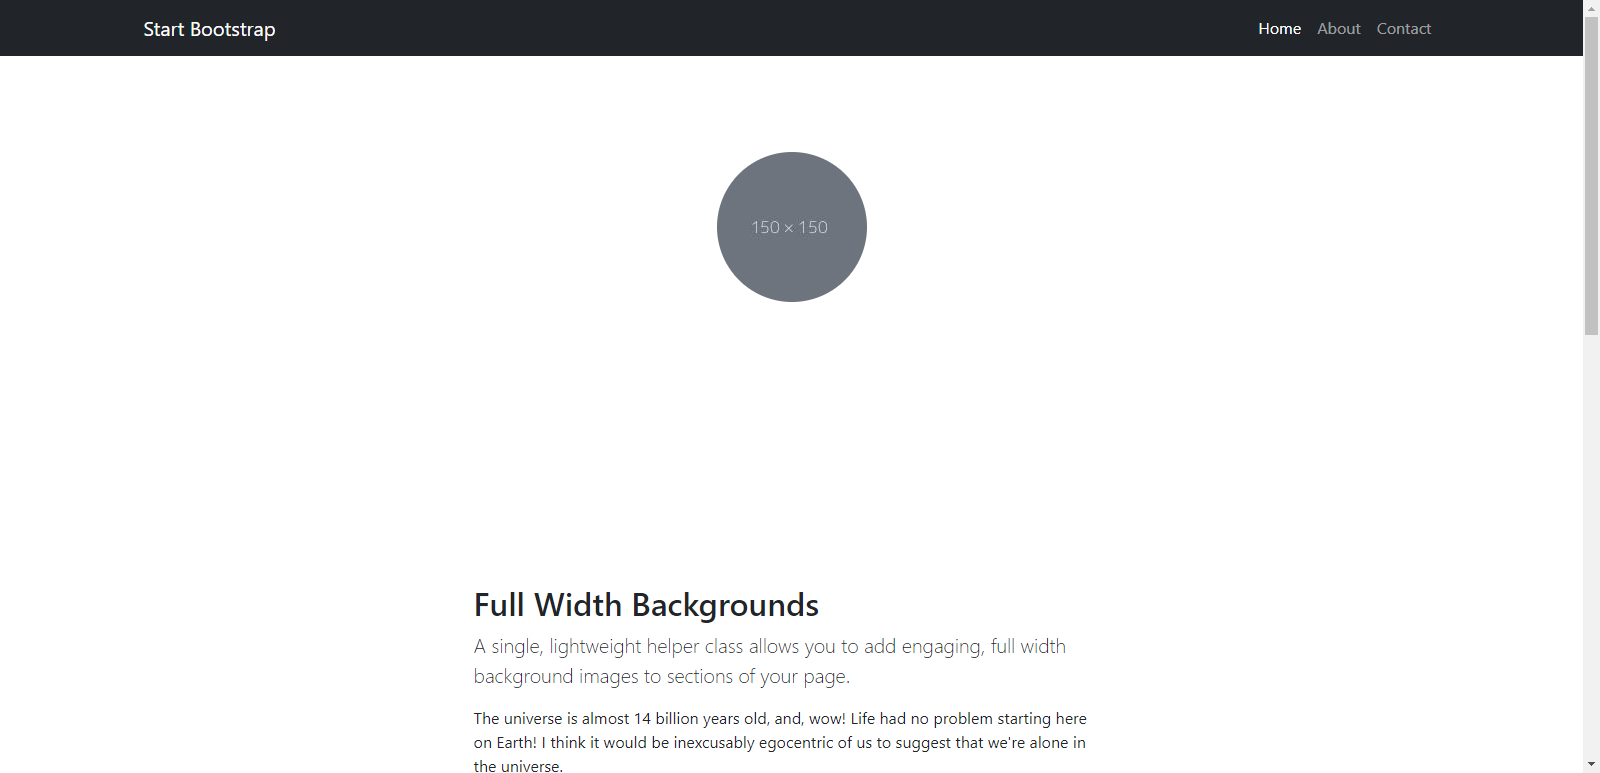 Start Bootstrap
Home About Contact
150 × 150
Full Width Backgrounds
A single, lightweight helper class allows you to add engaging, full width
background images to sections of your page.
The universe is almost 14 billion years old, and, wow! Life had no problem starting here
on Earth! I think it would be inexcusably egocentric of us to suggest that we're alone in
the universe.